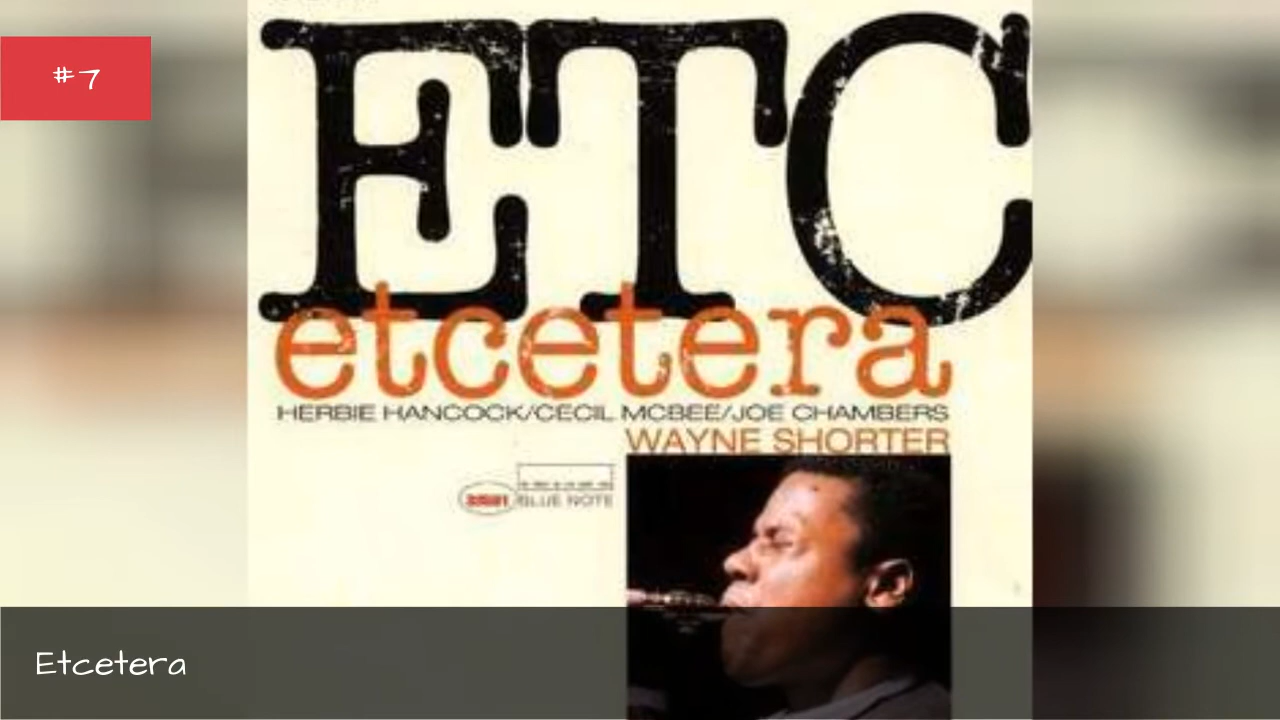 #7
ETC
etcetera
HERBIE HANCOCK/CECIL MCBEE/JOE CHAMBERS
WAYNE SHORTER
BLUE NOTE
Etcetera